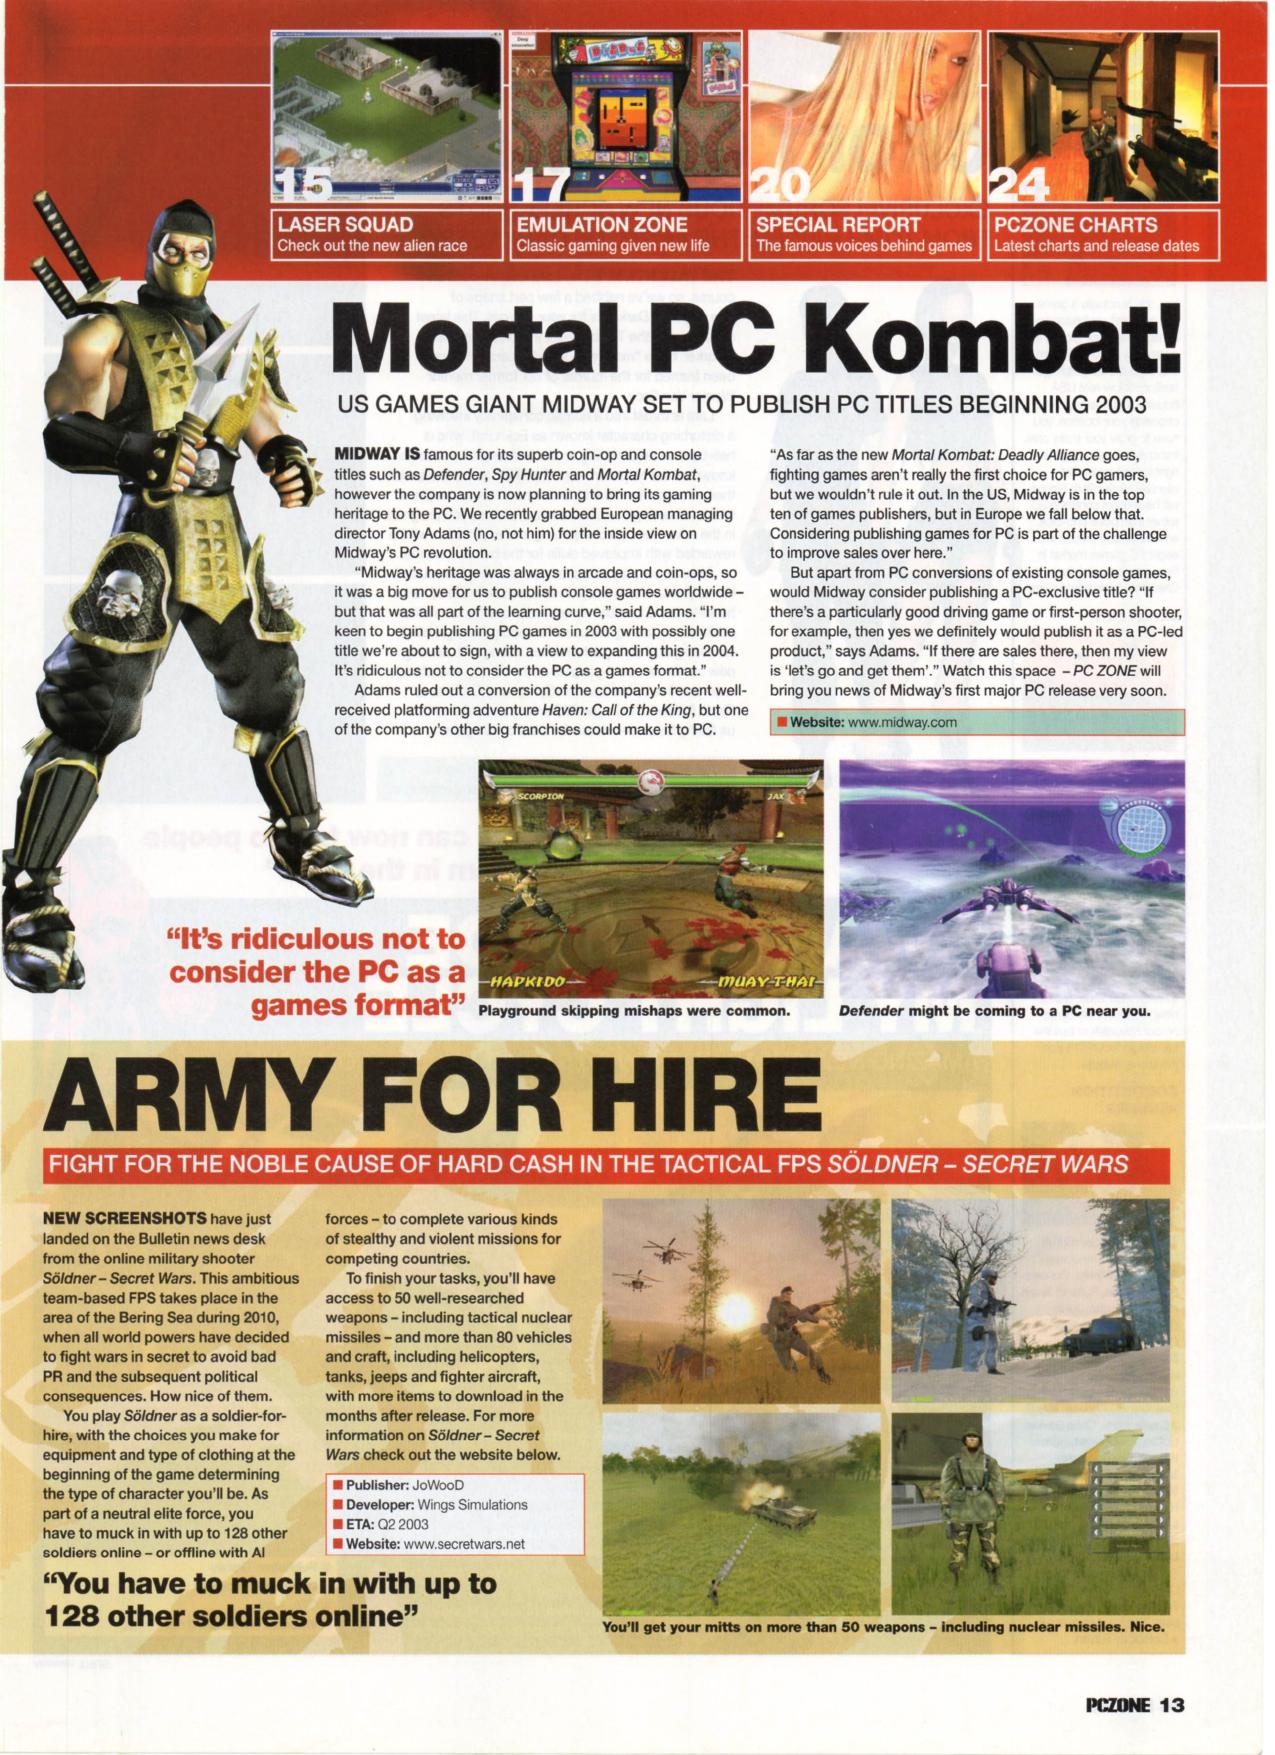 15
LASER SQUAD
Check out the new alien race
17
EMULATION ZONE
Classic gaming given new life
20
SPECIAL REPORT
The famous voices behind games
24
PCZONE CHARTS
Latest charts and release dates
Mortal PC Kombat!
US GAMES GIANT MIDWAY SET TO PUBLISH PC TITLES BEGINNING 2003
MIDWAY IS famous for its superb coin-op and console
titles such as Defender, Spy Hunter and Mortal Kombat,
however the company is now planning to bring its gaming
heritage to the PC. We recently grabbed European managing
director Tony Adams (no, not him) for the inside view on
Midway's PC revolution.
“Midway's heritage was always in arcade and coin-ops, so
it was a big move for us to publish console games worldwide –
but that was all part of the learning curve,” said Adams. “I'm
keen to begin publishing PC games in 2003 with possibly one
title we're about to sign, with a view to expanding this in 2004.
It's ridiculous not to consider the PC as a games format.”
Adams ruled out a conversion of the company's recent well-
received platforming adventure Haven: Call of the King, but one
of the company's other big franchises could make it to PC.
“As far as the new Mortal Kombat: Deadly Alliance goes,
fighting games aren't really the first choice for PC gamers,
but we wouldn't rule it out. In the US, Midway is in the top
ten of games publishers, but in Europe we fall below that.
Considering publishing games for PC is part of the challenge
to improve sales over here.”
But apart from PC conversions of existing console games,
would Midway consider publishing a PC-exclusive title? “If
there's a particularly good driving game or first-person shooter,
for example, then yes we definitely would publish it as a PC-led
product,” says Adams. “If there are sales there, then my view
is ‘let's go and get them’.” Watch this space – PC ZONE will
bring you news of Midway's first major PC release very soon.
Website: www.midway.com
SCORPION
JAX
HAPKIDO
MUAY THAI
“It's ridiculous not to
consider the PC as a
games format”
Playground skipping mishaps were common.
Defender might be coming to a PC near you.
ARMY FOR HIRE
FIGHT FOR THE NOBLE CAUSE OF HARD CASH IN THE TACTICAL FPS SÖLDNER – SECRET WARS
NEW SCREENSHOTS have just
landed on the Bulletin news desk
from the online military shooter
Söldner – Secret Wars. This ambitious
team-based FPS takes place in the
area of the Bering Sea during 2010,
when all world powers have decided
to fight wars in secret to avoid bad
PR and the subsequent political
consequences. How nice of them.
You play Söldner as a soldier-for-
hire, with the choices you make for
equipment and type of clothing at the
beginning of the game determining
the type of character you'll be. As
part of a neutral elite force, you
have to muck in with up to 128 other
soldiers online – or offline with AI
forces – to complete various kinds
of stealthy and violent missions for
competing countries.
To finish your tasks, you'll have
access to 50 well-researched
weapons – including tactical nuclear
missiles – and more than 80 vehicles
and craft, including helicopters,
tanks, jeeps and fighter aircraft,
with more items to download in the
months after release. For more
information on Söldner – Secret
Wars check out the website below.
Publisher: JoWooD
Developer: Wings Simulations
ETA: Q2 2003
Website: www.secretwars.net
“You have to muck in with up to
128 other soldiers online”
You'll get your mitts on more than 50 weapons – including nuclear missiles. Nice.
PCZONE 13